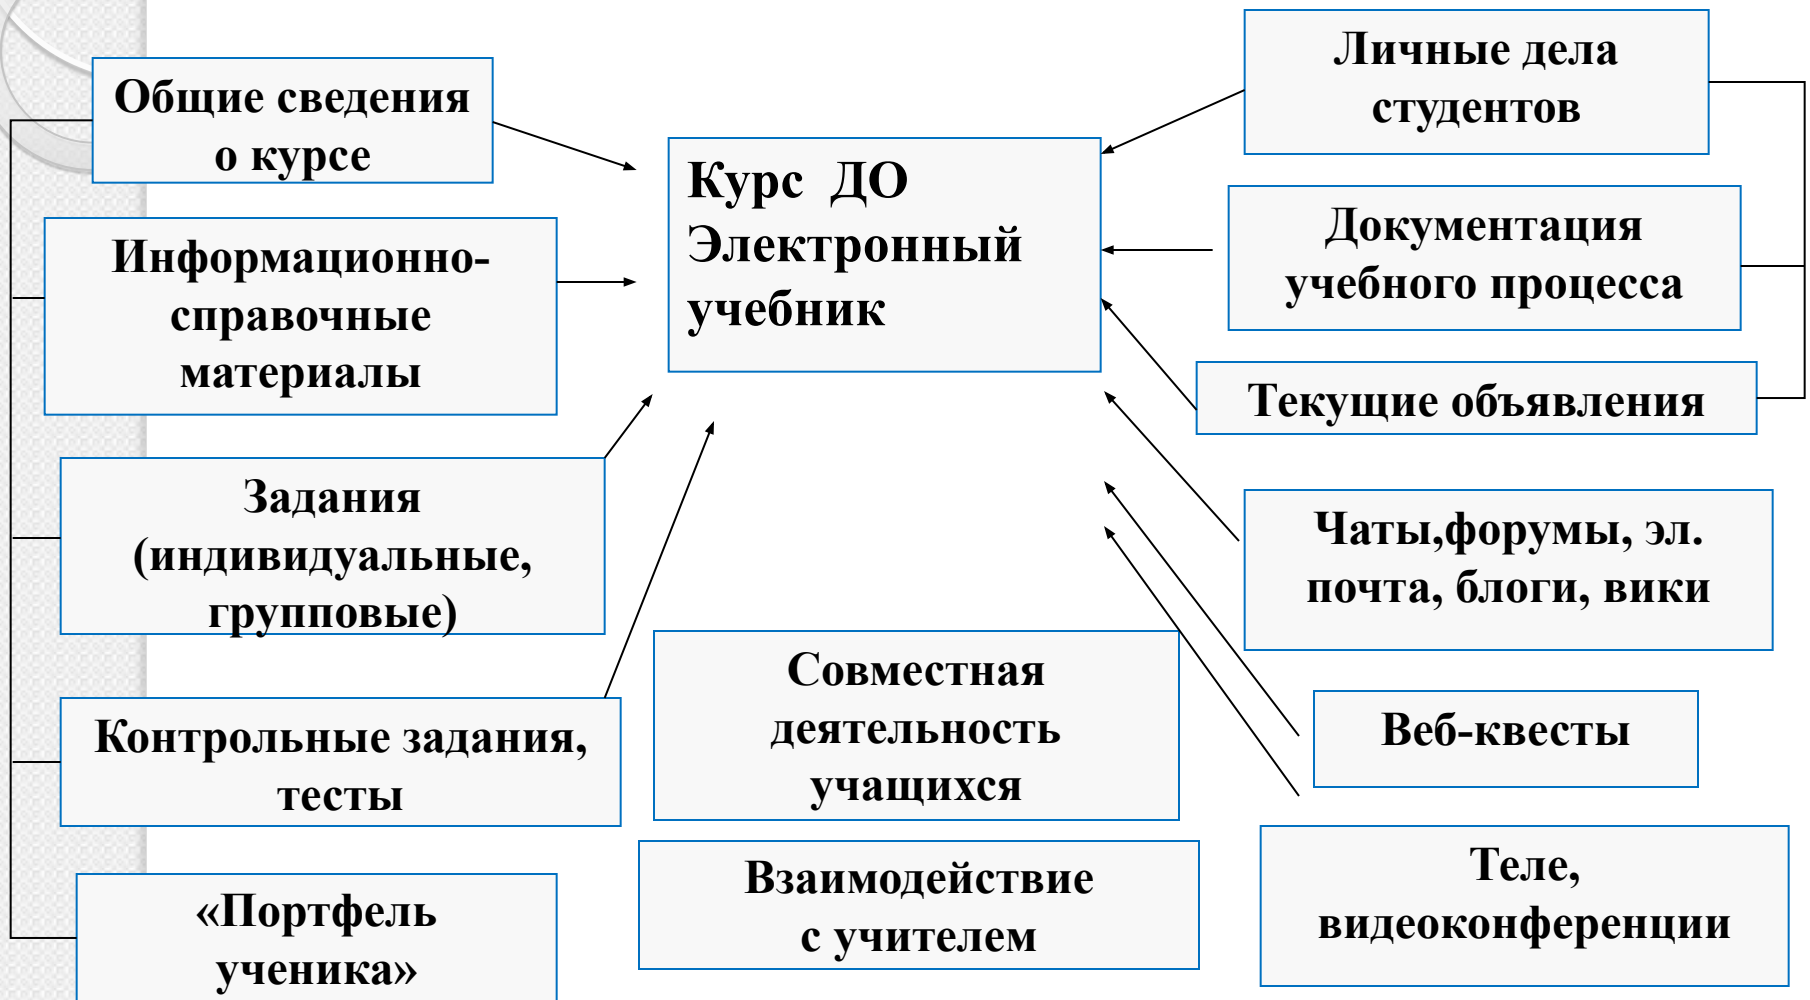 Общие сведения
о курсе
Информационно-
справочные
материалы
Задания
(индивидуальные,
групповые)
Контрольные задания,
тесты
«Портфель
ученика»
Курс ДО
Электронный
учебник
Совместная
деятельность
учащихся
Взаимодействие
с учителем
Личные дела
студентов
Документация
учебного процесса
Текущие объявления
Чаты,форумы, эл.
почта, блоги, вики
Веб-квесты
Теле,
видеоконференции